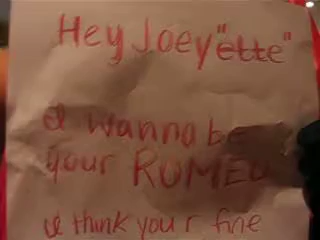 Hey Joey "ette"
I wanna be
your ROMEO
I think your fine